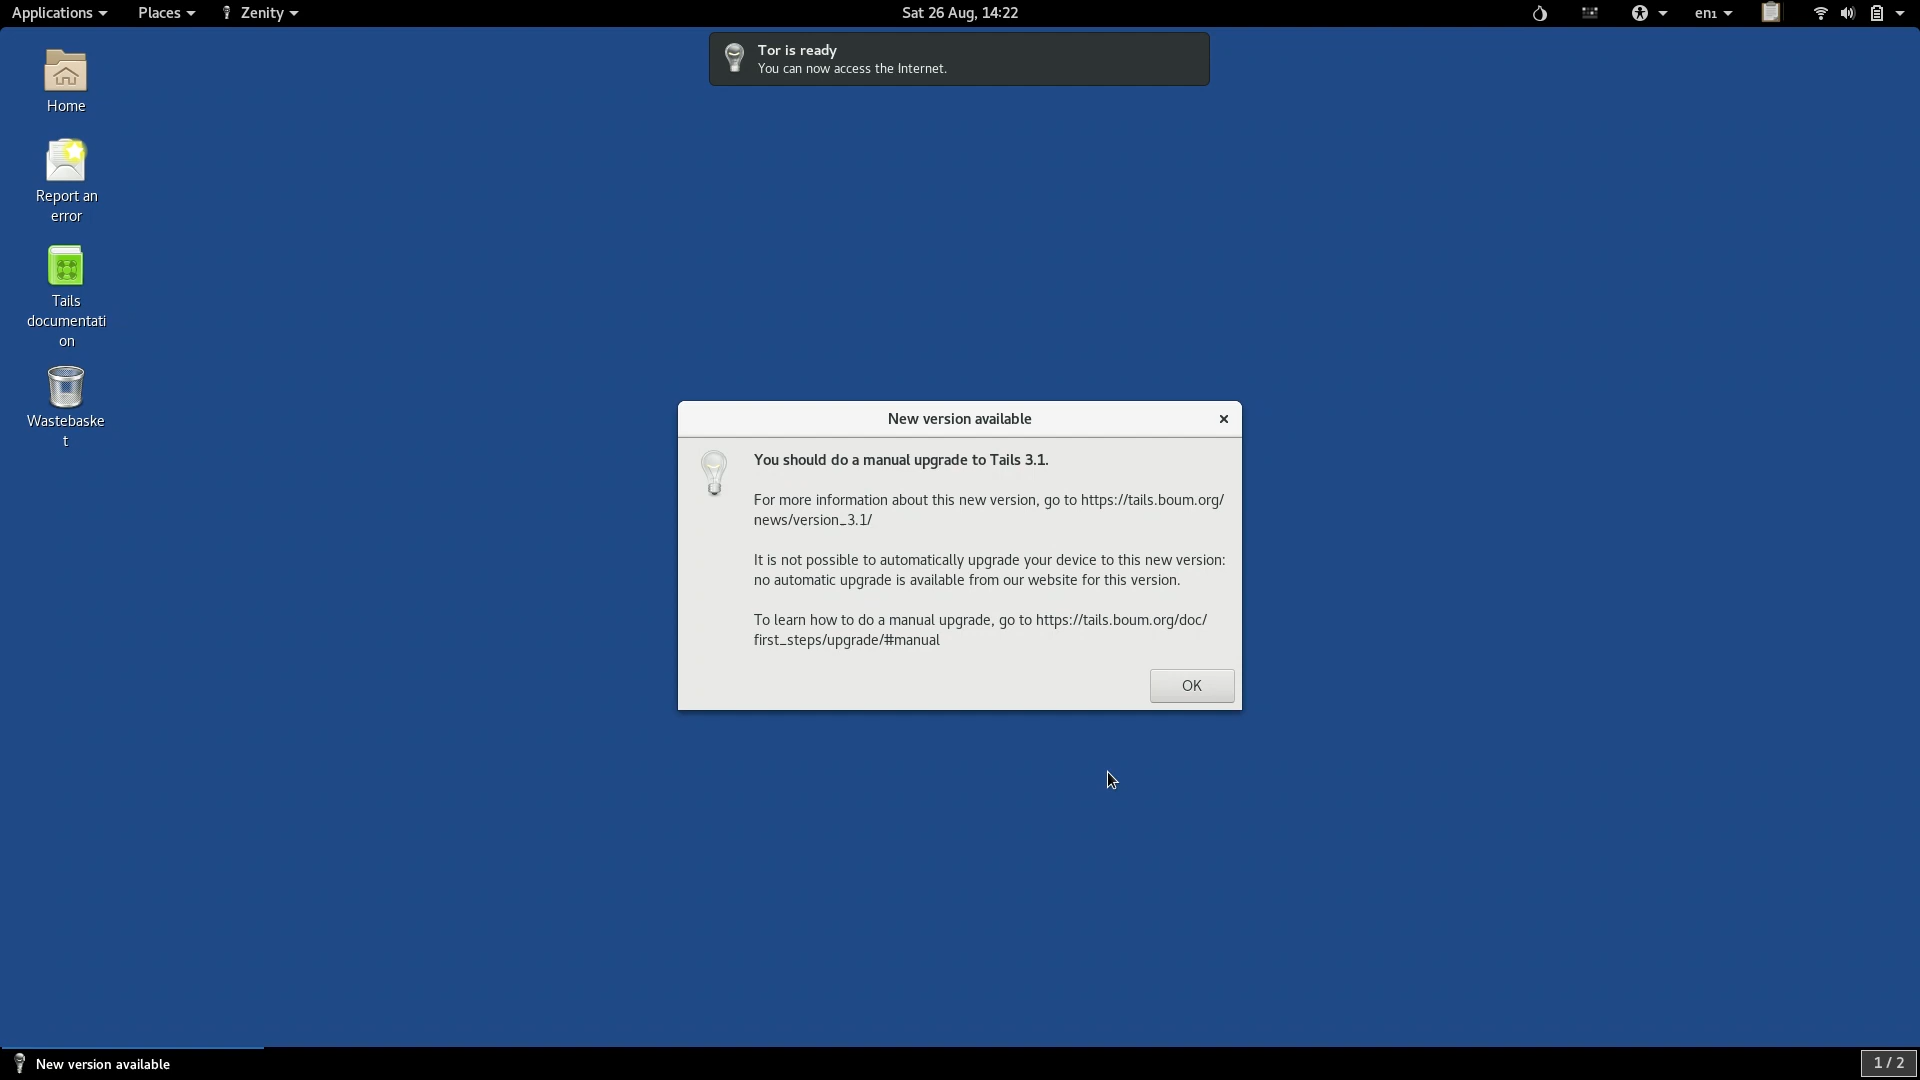 Applications Places Zenity Sat 26 Aug, 14:22 en₁
Tor is ready
You can now access the Internet.
Home
Report an
error
Tails
documentati
on
Wastebaske
t
New version available
You should do a manual upgrade to Tails 3.1.
For more information about this new version, go to https://tails.boum.org/
news/version_3.1/
It is not possible to automatically upgrade your device to this new version:
no automatic upgrade is available from our website for this version.
To learn how to do a manual upgrade, go to https://tails.boum.org/doc/
first_steps/upgrade/#manual
OK
New version available 1 / 2